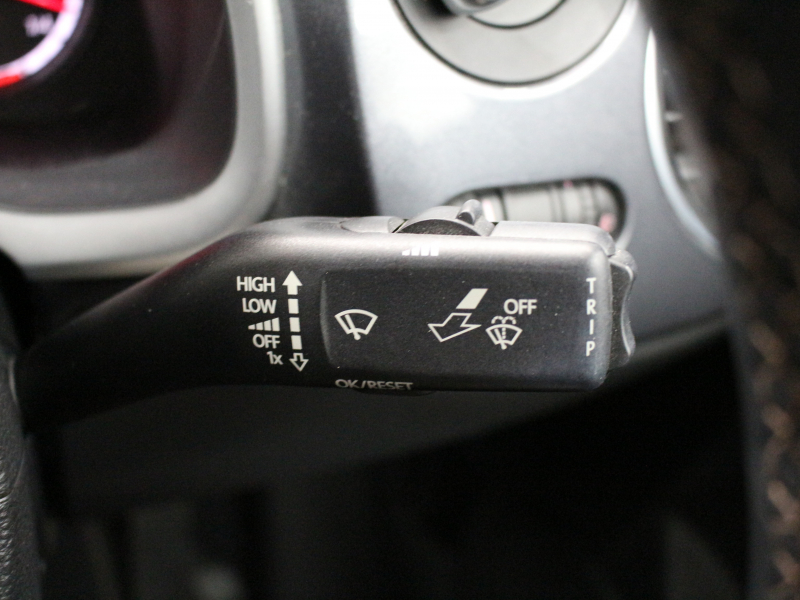 HIGH
LOW
OFF
1x
OFF
TRIP
OK/RESET